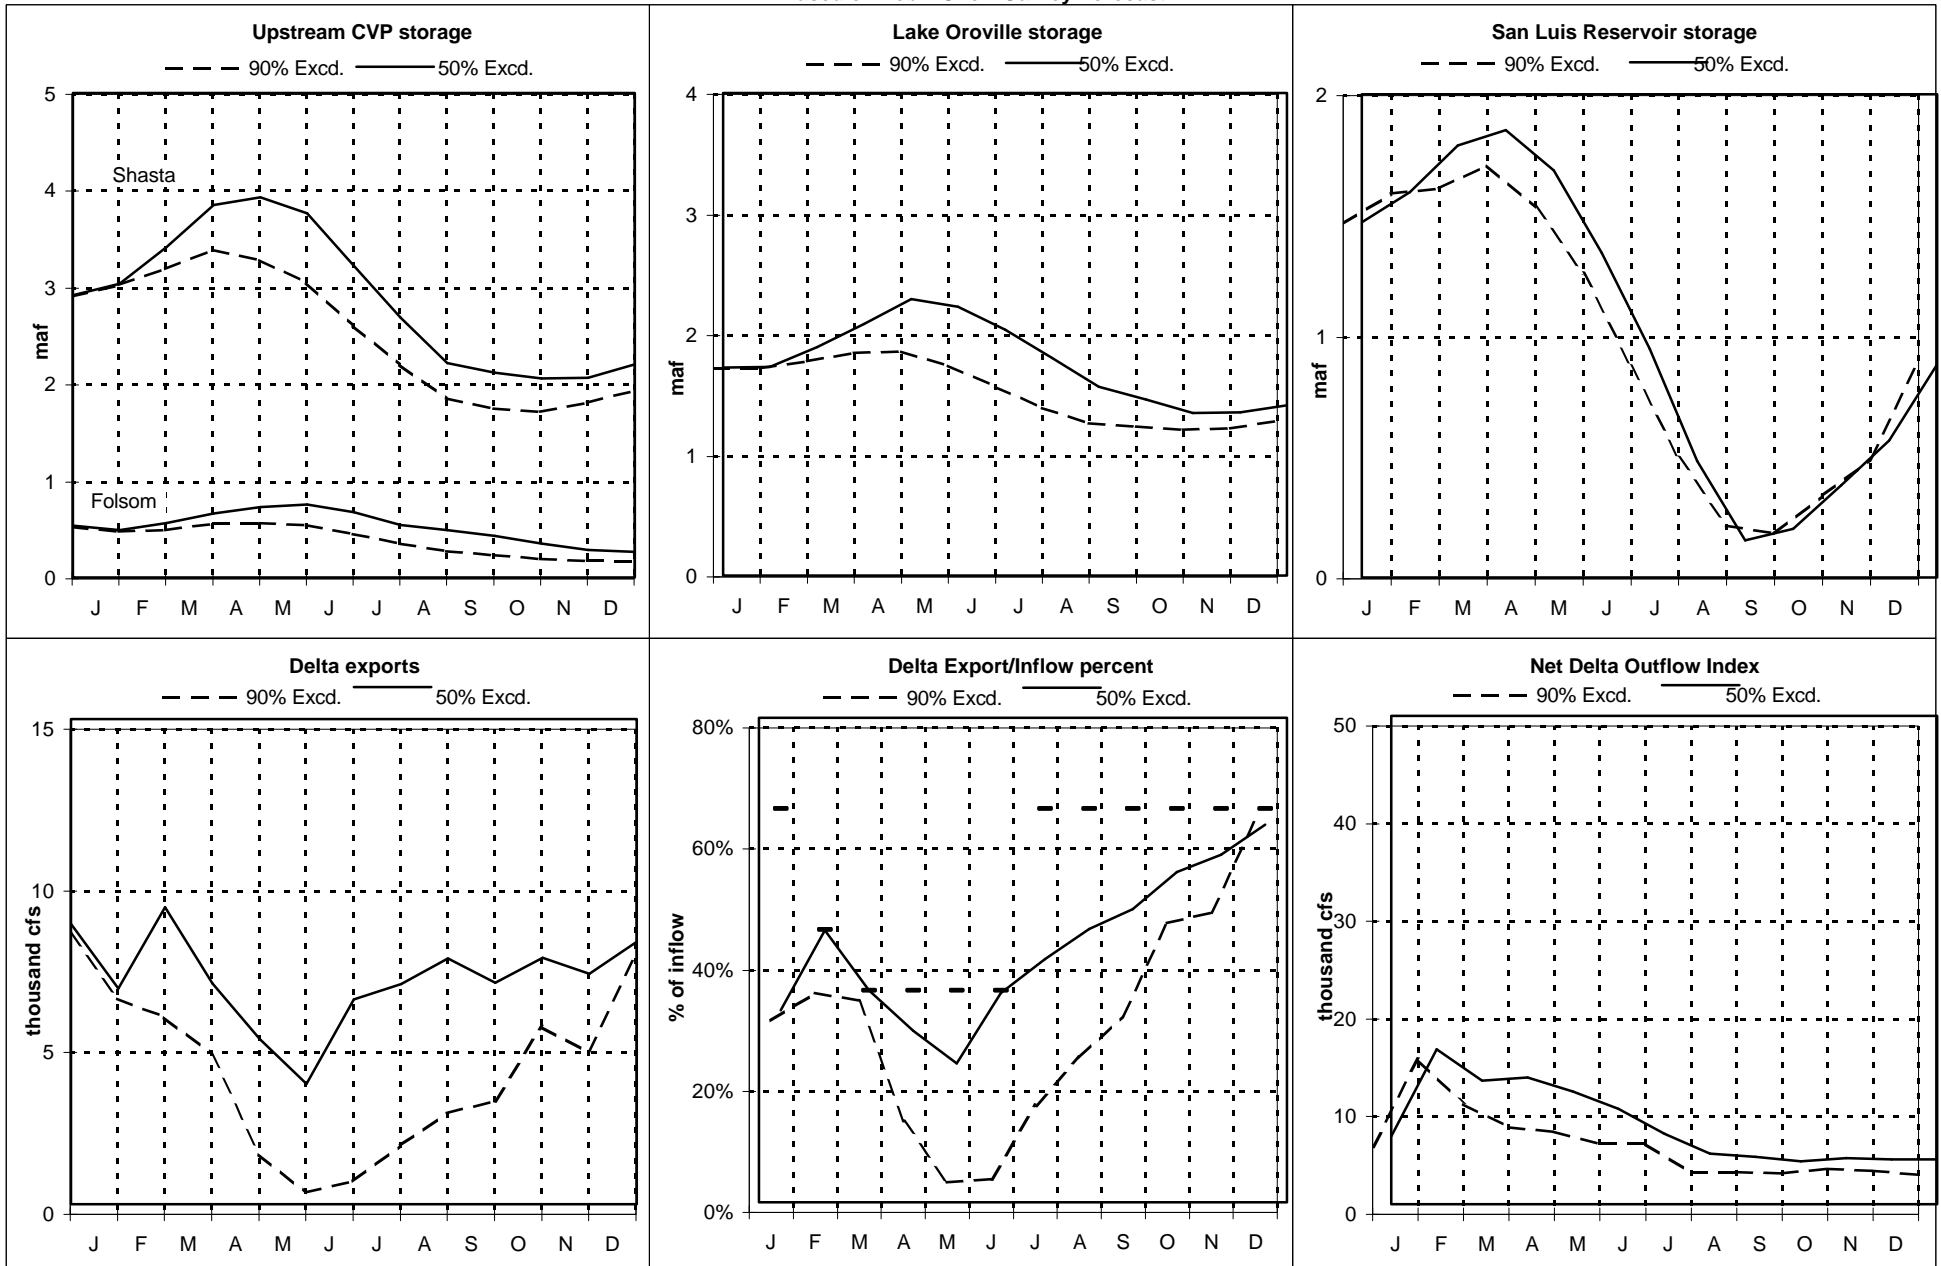 Upstream CVP storage
90% Excd. 50% Excd.
5
4
3
2
1
0
maf
Shasta
Folsom
J F M A M J J A S O N D
Lake Oroville storage
90% Excd. 50% Excd.
4
3
2
1
0
maf
J F M A M J J A S O N D
San Luis Reservoir storage
90% Excd. 50% Excd.
2
1
0
maf
J F M A M J J A S O N D
Delta exports
90% Excd. 50% Excd.
15
10
5
0
thousand cfs
J F M A M J J A S O N D
Delta Export/Inflow percent
90% Excd. 50% Excd.
80%
60%
40%
20%
0%
% of inflow
J F M A M J J A S O N D
Net Delta Outflow Index
90% Excd. 50% Excd.
50
40
30
20
10
0
thousand cfs
J F M A M J J A S O N D